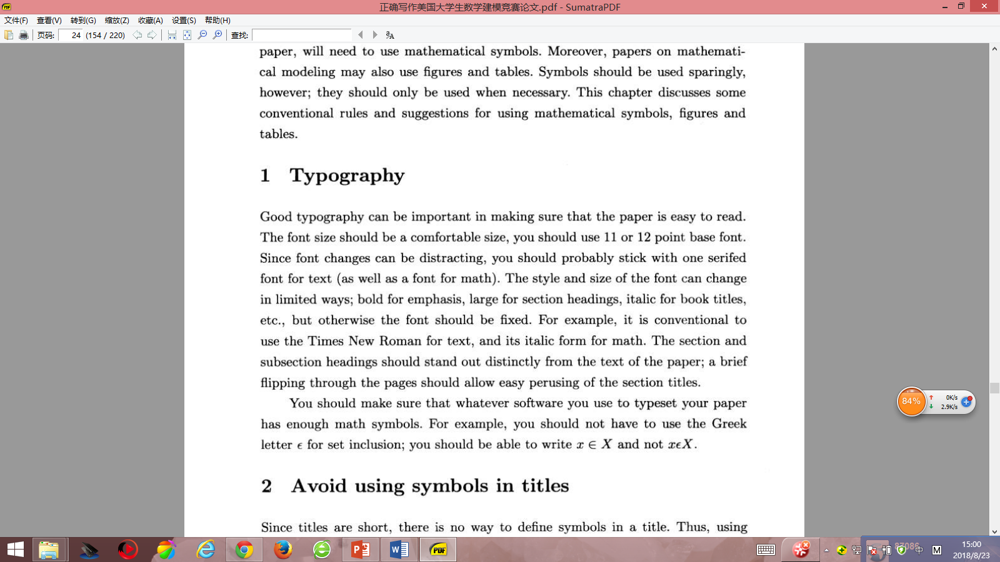 正确写作美国大学生数学建模竞赛论文.pdf - SumatraPDF
文件(F) 查看(V) 转到(G) 缩放(Z) 收藏(A) 设置(S) 帮助(H)
页码: 24 (154 / 220) 查找:
paper, will need to use mathematical symbols. Moreover, papers on mathemati-
cal modeling may also use figures and tables. Symbols should be used sparingly,
however; they should only be used when necessary. This chapter discusses some
conventional rules and suggestions for using mathematical symbols, figures and
tables.
1 Typography
Good typography can be important in making sure that the paper is easy to read.
The font size should be a comfortable size, you should use 11 or 12 point base font.
Since font changes can be distracting, you should probably stick with one serifed
font for text (as well as a font for math). The style and size of the font can change
in limited ways; bold for emphasis, large for section headings, italic for book titles,
etc., but otherwise the font should be fixed. For example, it is conventional to
use the Times New Roman for text, and its italic form for math. The section and
subsection headings should stand out distinctly from the text of the paper; a brief
flipping through the pages should allow easy perusing of the section titles.
You should make sure that whatever software you use to typeset your paper
has enough math symbols. For example, you should not have to use the Greek
letter ϵ for set inclusion; you should be able to write x ∈ X and not xϵX.
2 Avoid using symbols in titles
Since titles are short, there is no way to define symbols in a title. Thus, using
84%
0K/s
2.9K/s
中 M
15:00
2018/8/23